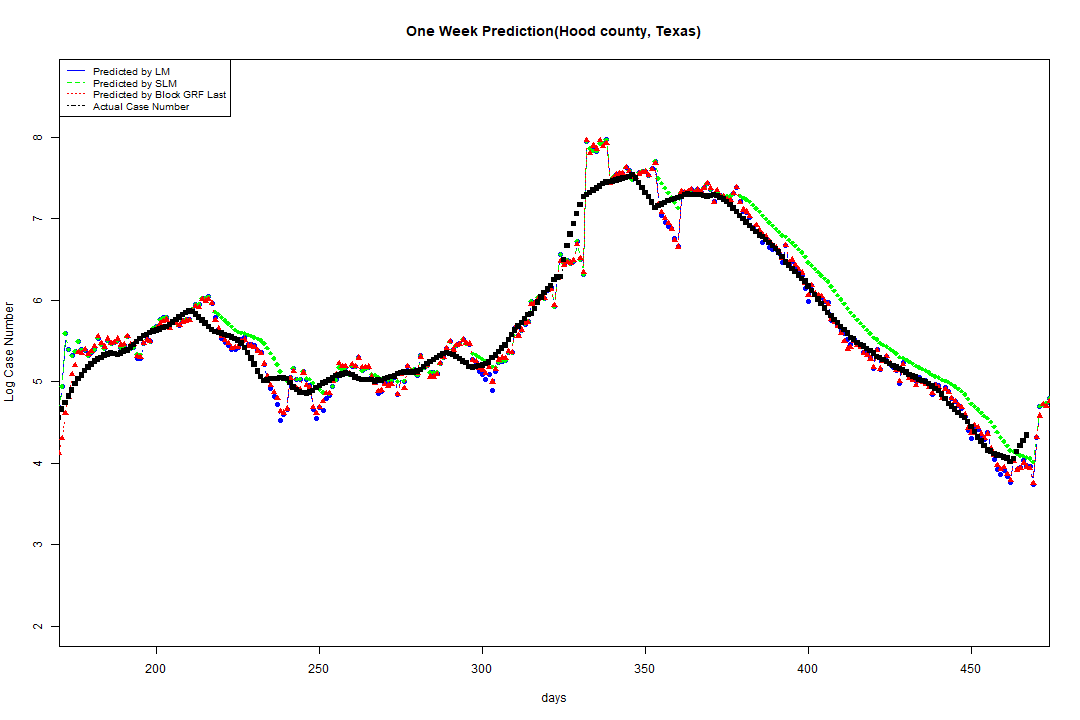 One Week Prediction(Hood county, Texas)
Predicted by LM
Predicted by SLM
Predicted by Block GRF Last
Actual Case Number
8
7
6
5
4
3
2
Log Case Number
200 250 300 350 400 450
days